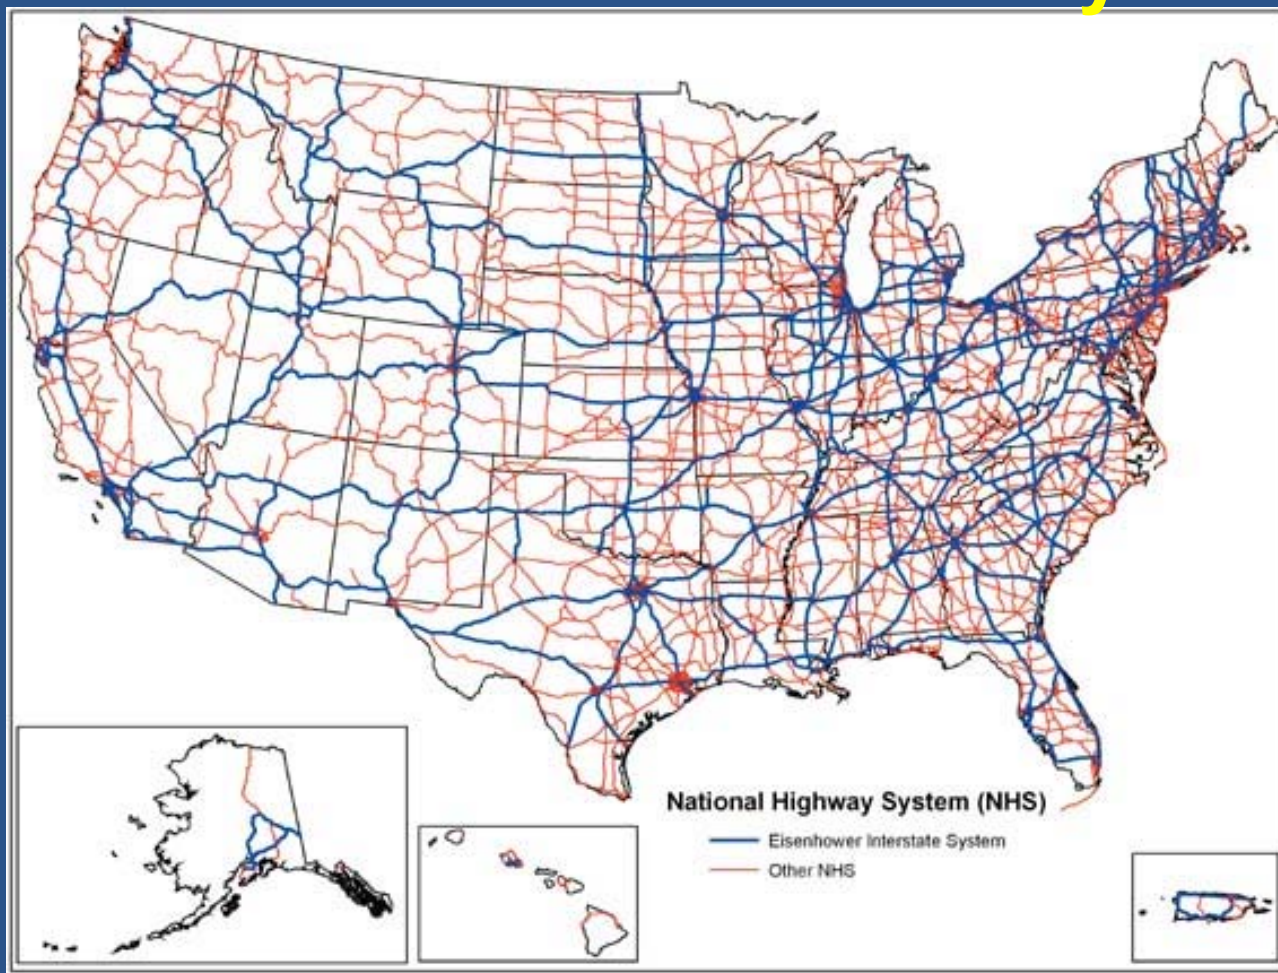 National Highway System (NHS)
Eisenhower Interstate System
Other NHS